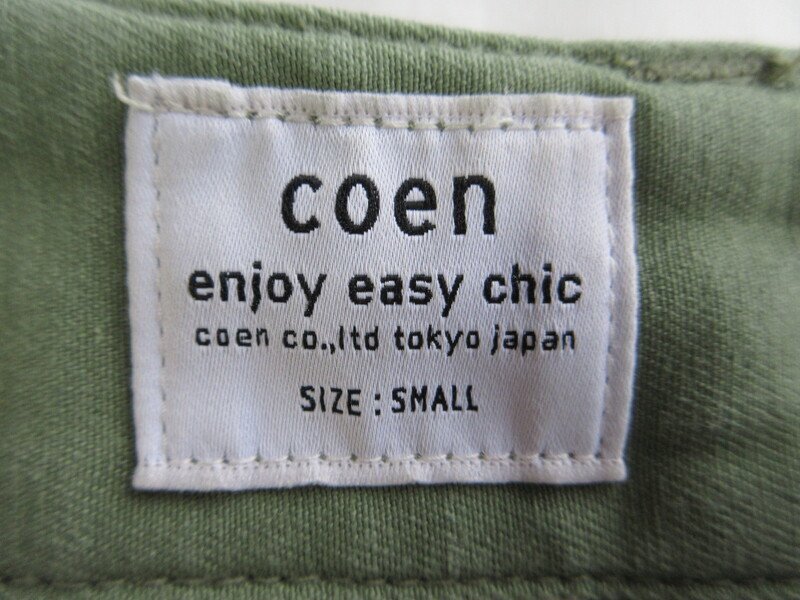 coen
enjoy easy chic
coen co.,ltd tokyo japan
SIZE : SMALL